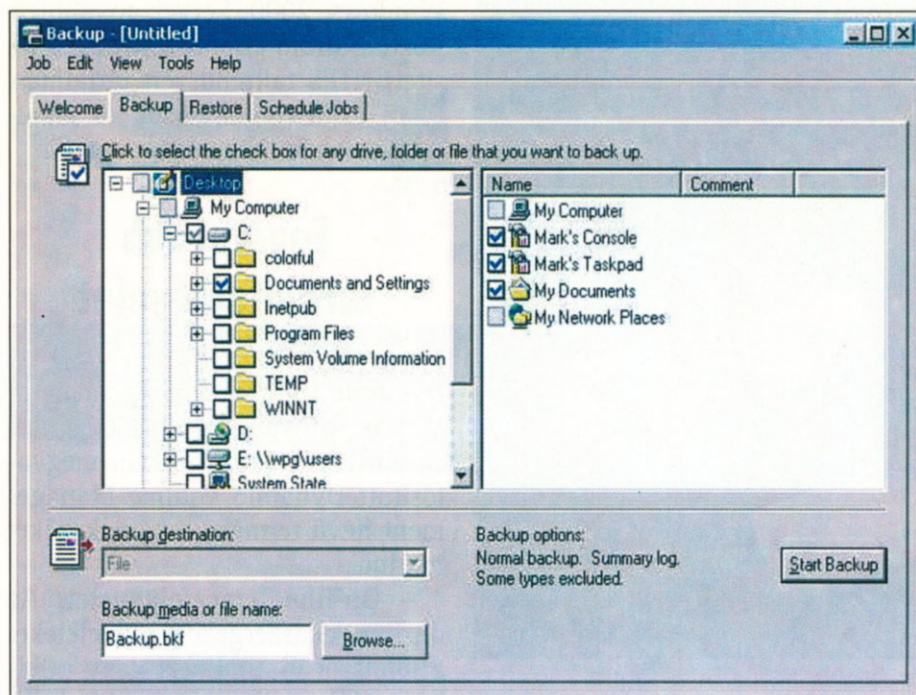 Backup - [Untitled]
Job Edit View Tools Help
Welcome Backup Restore Schedule Jobs
Click to select the check box for any drive, folder or file that you want to back up.
Desktop
My Computer
C:
colorful
Documents and Settings
Inetpub
Program Files
System Volume Information
TEMP
WINNT
D:
E: \\wpg\users
System State
Name Comment
My Computer
Mark's Console
Mark's Taskpad
My Documents
My Network Places
Backup destination:
File
Backup media or file name:
Backup.bkf
Browse...
Backup options:
Normal backup. Summary log.
Some types excluded.
Start Backup